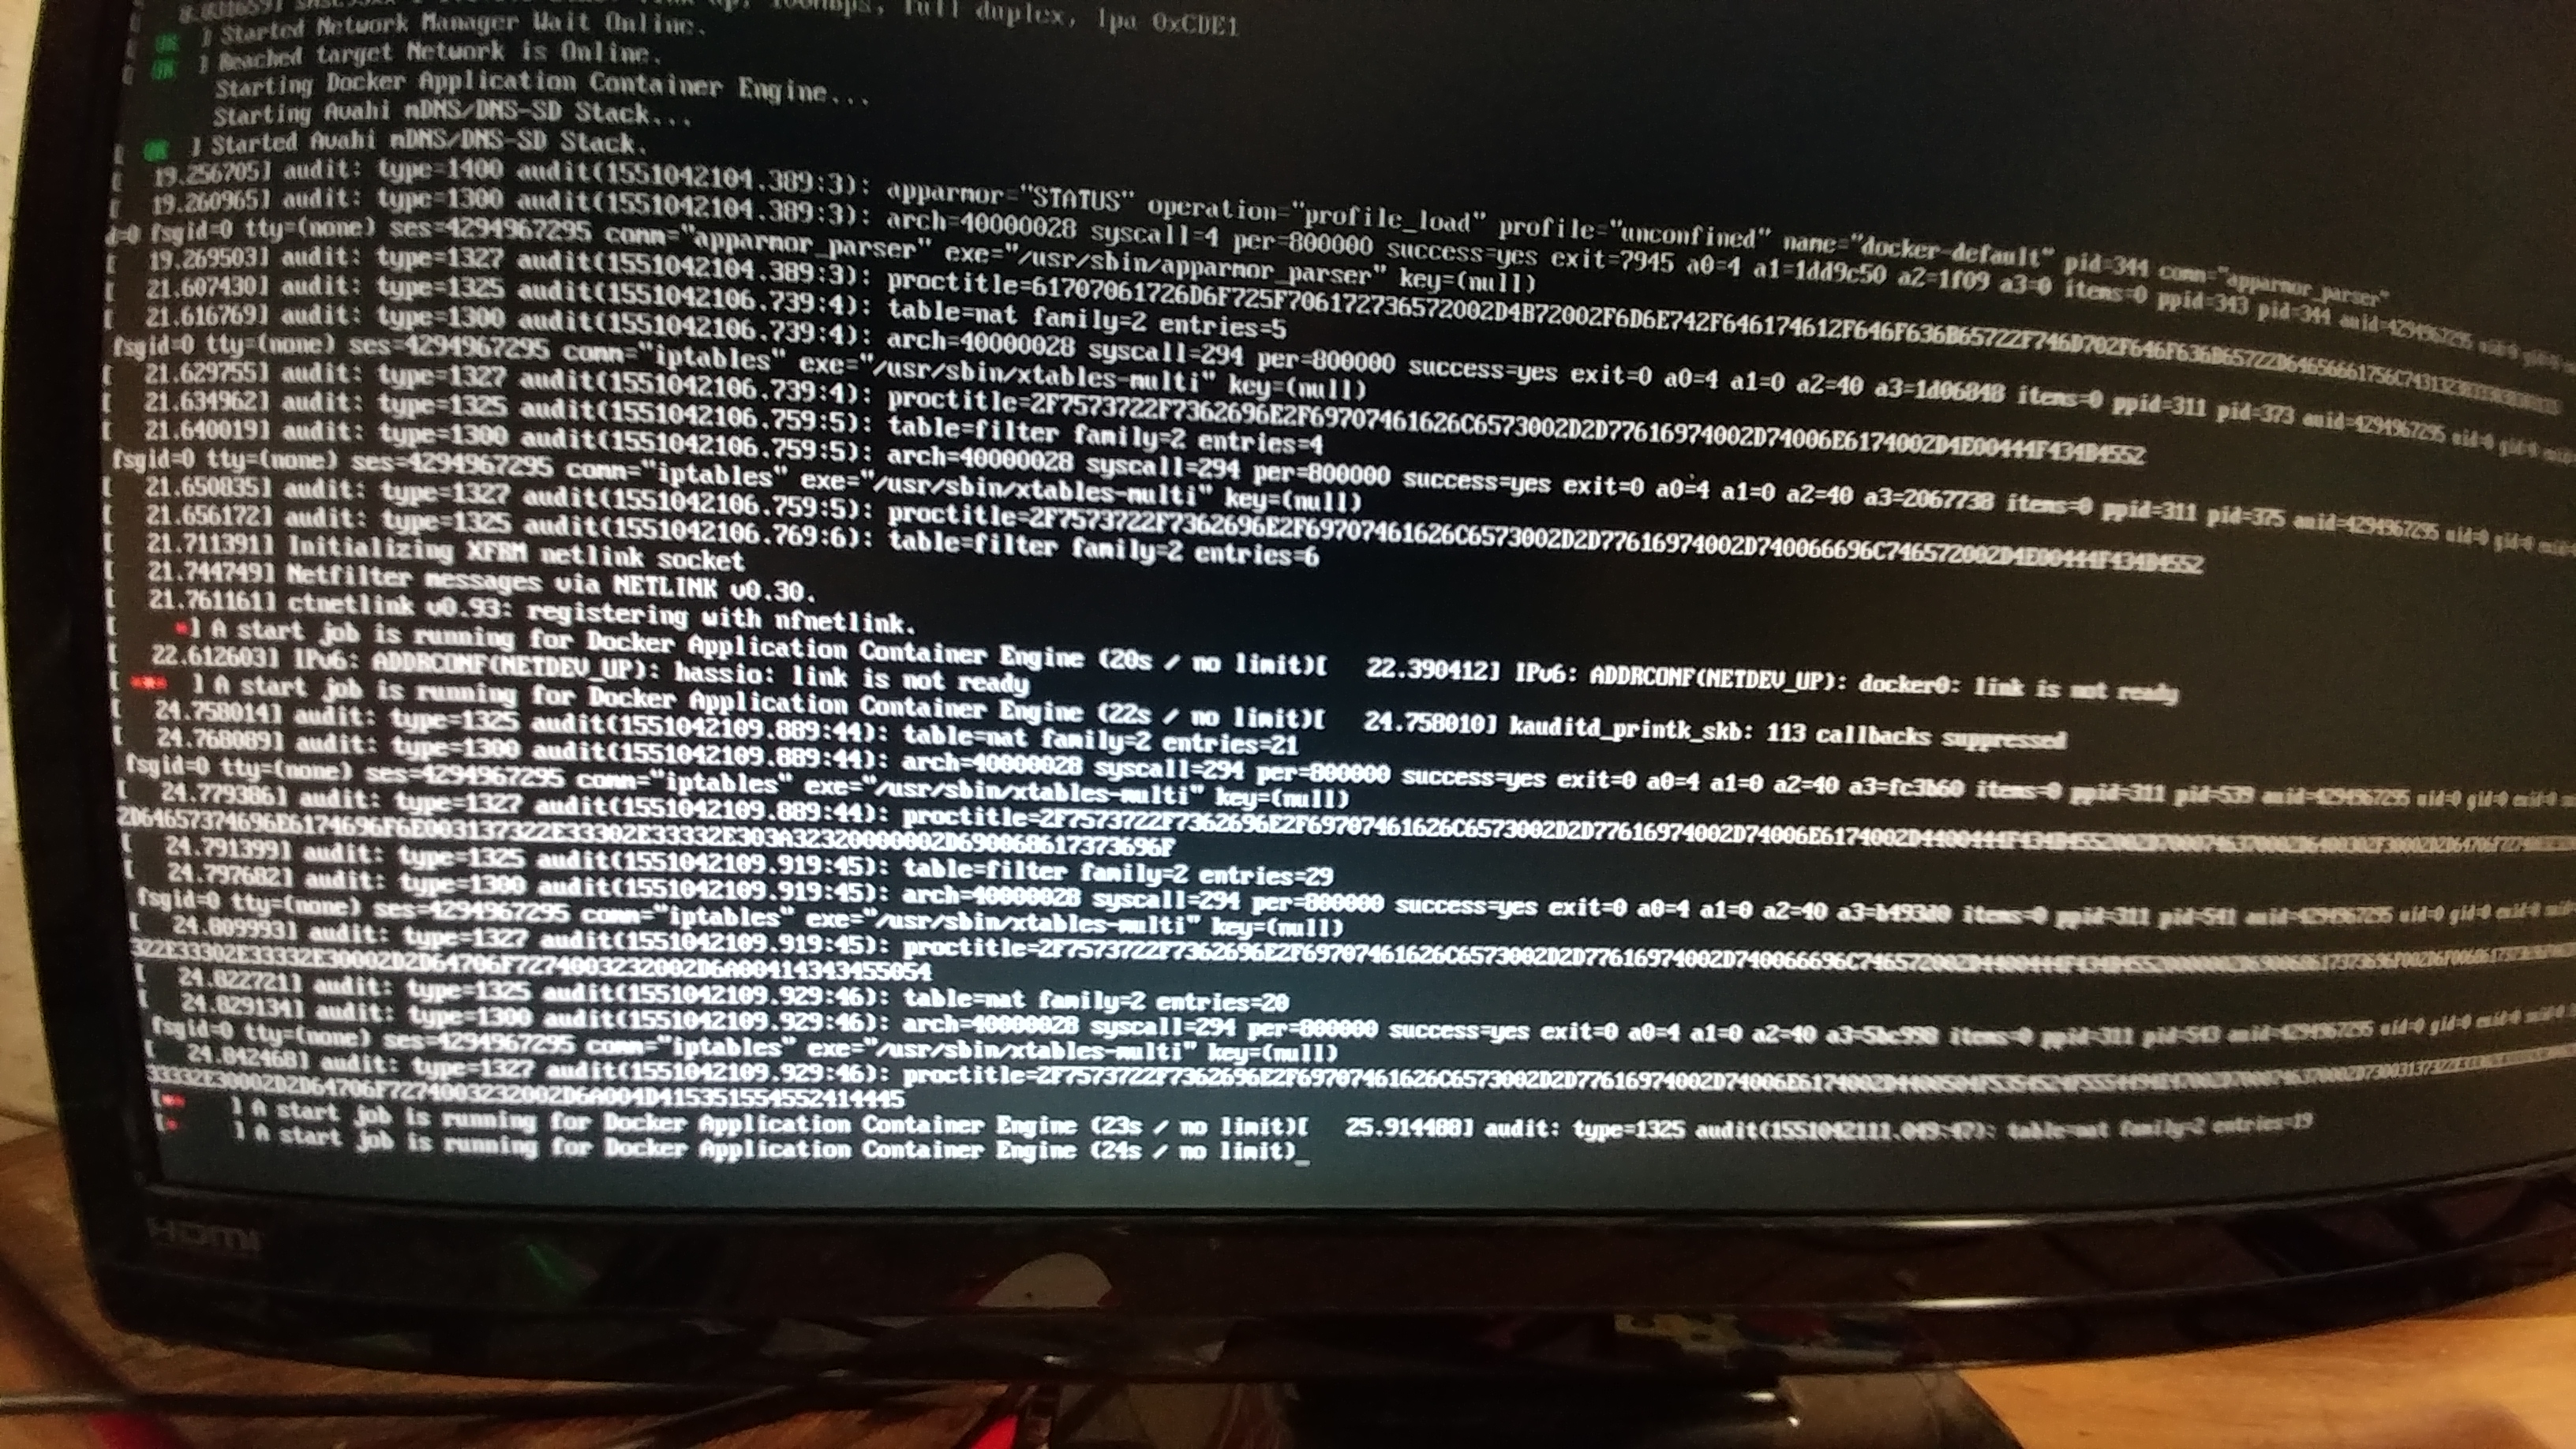 up, 100Mbps, full duplex, lpa 0xCDE1
[ OK ] Started Network Manager Wait Online.
[ OK ] Reached target Network is Online.
Starting Docker Application Container Engine...
Starting Avahi mDNS/DNS-SD Stack...
[ OK ] Started Avahi mDNS/DNS-SD Stack.
[ 19.256705] audit: type=1400 audit(1551042104.389:3): apparmor="STATUS" operation="profile_load" profile="unconfined" name="docker-default" pid=344 comm="apparmor_parser"
[ 19.260965] audit: type=1300 audit(1551042104.389:3): arch=40000028 syscall=4 per=800000 success=yes exit=7945 a0=4 a1=1dd9c50 a2=1f09 a3=0 items=0 ppid=343 pid=344 auid=4294967295
d=0 fsgid=0 tty=(none) ses=4294967295 comm="apparmor_parser" exe="/usr/sbin/apparmor_parser" key=(null)
[ 19.269503] audit: type=1327 audit(1551042104.389:3):
[ 21.607430] audit: type=1325 audit(1551042106.739:4): table=nat family=2 entries=5
[ 21.616769] audit: type=1300 audit(1551042106.739:4): arch=40000028 syscall=294 per=800000 success=yes exit=0 a0=4 a1=0 a2=40 a3=1d06848 items=0 ppid=311 pid=373 auid=4294967295 uid=0 gid=0
fsgid=0 tty=(none) ses=4294967295 comm="iptables" exe="/usr/sbin/xtables-multi" key=(null)
[ 21.629755] audit: type=1327 audit(1551042106.739:4): proctitle=2F7573722F7362696E2F69707461626C6573002D2D77616974002D74006E6174002D4E00444F434B4552
[ 21.634962] audit: type=1325 audit(1551042106.759:5): table=filter family=2 entries=4
[ 21.640019] audit: type=1300 audit(1551042106.759:5): arch=40000028 syscall=294 per=800000 success=yes exit=0 a0=4 a1=0 a2=40 a3=2067738 items=0 ppid=311 pid=375 auid=4294967295 uid=0 gid=0
fsgid=0 tty=(none) ses=4294967295 comm="iptables" exe="/usr/sbin/xtables-multi" key=(null)
[ 21.650835] audit: type=1327 audit(1551042106.759:5): proctitle=2F7573722F7362696E2F69707461626C6573002D2D77616974002D740066696C746572002D4E00444F434B4552
[ 21.656172] audit: type=1325 audit(1551042106.769:6): table=filter family=2 entries=6
[ 21.711391] Initializing XFRM netlink socket
[ 21.744749] Netfilter messages via NETLINK v0.30.
[ 21.761161] ctnetlink v0.93: registering with nfnetlink.
[ *] A start job is running for Docker Application Container Engine (20s / no limit)[ 22.390412] IPv6: ADDRCONF(NETDEV_UP): docker0: link is not ready
[ 22.612603] IPv6: ADDRCONF(NETDEV_UP): hassio: link is not ready
[ *** ] A start job is running for Docker Application Container Engine (22s / no limit)[ 24.758010] kauditd_printk_skb: 113 callbacks suppressed
[ 24.758014] audit: type=1325 audit(1551042109.889:44): table=nat family=2 entries=21
[ 24.768089] audit: type=1300 audit(1551042109.889:44): arch=40000028 syscall=294 per=800000 success=yes exit=0 a0=4 a1=0 a2=40 a3=fc3b60 items=0 ppid=311 pid=539 auid=4294967295 uid=0 gid=0
fsgid=0 tty=(none) ses=4294967295 comm="iptables" exe="/usr/sbin/xtables-multi" key=(null)
[ 24.779386] audit: type=1327 audit(1551042109.889:44):
2D64657374696E6174696F6E003137322E33302E33332E303A32320000002D690068617373696F
[ 24.791399] audit: type=1325 audit(1551042109.919:45): table=filter family=2 entries=29
[ 24.797682] audit: type=1300 audit(1551042109.919:45): arch=40000028 syscall=294 per=800000 success=yes exit=0 a0=4 a1=0 a2=40 a3=b493d0 items=0 ppid=311 pid=541 auid=4294967295 uid=0 gid=0
fsgid=0 tty=(none) ses=4294967295 comm="iptables" exe="/usr/sbin/xtables-multi" key=(null)
[ 24.809993] audit: type=1327 audit(1551042109.919:45):
322E33302E33332E30002D2D64706F7274003232002D6A00414343455054
[ 24.822721] audit: type=1325 audit(1551042109.929:46): table=nat family=2 entries=20
[ 24.829134] audit: type=1300 audit(1551042109.929:46): arch=40000028 syscall=294 per=800000 success=yes exit=0 a0=4 a1=0 a2=40 a3=5bc998 items=0 ppid=311 pid=543 auid=4294967295 uid=0 gid=0
fsgid=0 tty=(none) ses=4294967295 comm="iptables" exe="/usr/sbin/xtables-multi" key=(null)
[ 24.842468] audit: type=1327 audit(1551042109.929:46):
33332E30002D2D64706F7274003232002D6A004D415351554552414445
[** ] A start job is running for Docker Application Container Engine (23s / no limit)[ 25.914488] audit: type=1325 audit(1551042111.049:47): table=nat family=2 entries=19
[* ] A start job is running for Docker Application Container Engine (24s / no limit)_
HDMI